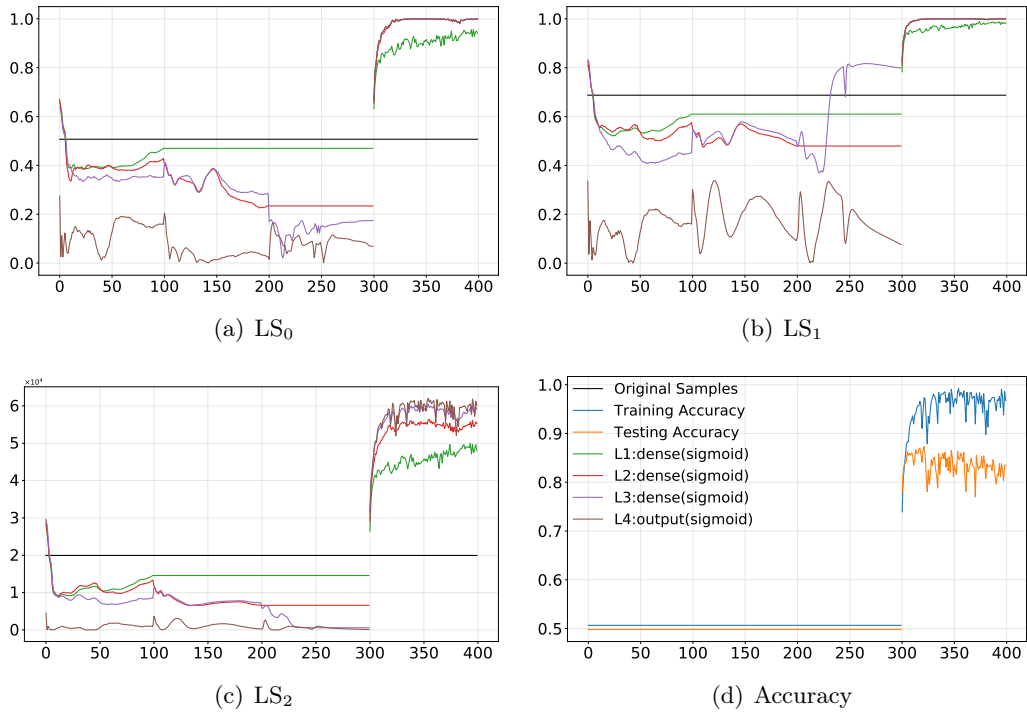 1.0
0.8
0.6
0.4
0.2
0.0
0 50 100 150 200 250 300 350 400
(a) LS₀
1.0
0.8
0.6
0.4
0.2
0.0
0 50 100 150 200 250 300 350 400
(b) LS₁
×10⁴
6
5
4
3
2
1
0
0 50 100 150 200 250 300 350 400
(c) LS₂
1.0
0.9
0.8
0.7
0.6
0.5
Original Samples
Training Accuracy
Testing Accuracy
L1:dense(sigmoid)
L2:dense(sigmoid)
L3:dense(sigmoid)
L4:output(sigmoid)
0 50 100 150 200 250 300 350 400
(d) Accuracy